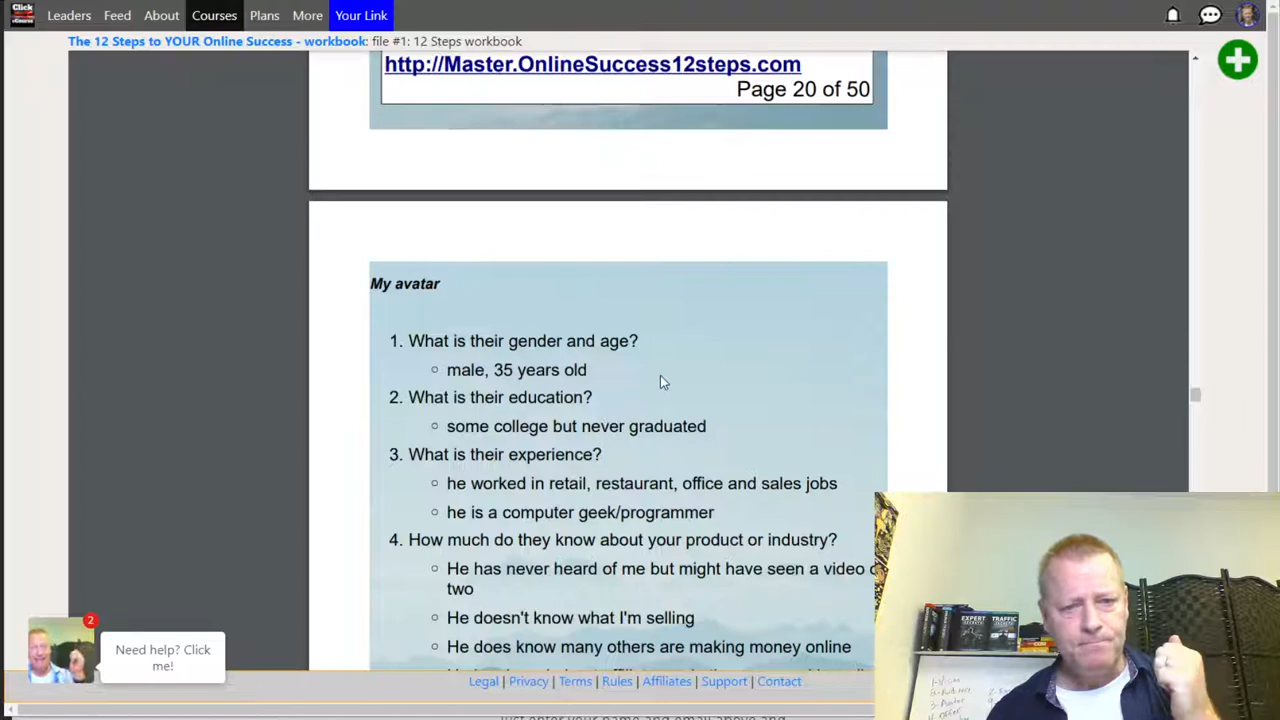 Click
Leaders Feed About Courses Plans More Your Link
The 12 Steps to YOUR Online Success - workbook: file #1: 12 Steps workbook
http://Master.OnlineSuccess12steps.com
Page 20 of 50
My avatar
1. What is their gender and age?
male, 35 years old
2. What is their education?
some college but never graduated
3. What is their experience?
he worked in retail, restaurant, office and sales jobs
he is a computer geek/programmer
4. How much do they know about your product or industry?
He has never heard of me but might have seen a video
two
He doesn't know what I'm selling
He does know many others are making money online
2
Need help? Click
me!
Legal | Privacy | Terms | Rules | Affiliates | Support | Contact
EXPERT
SECRETS
TRAFFIC
SECRETS